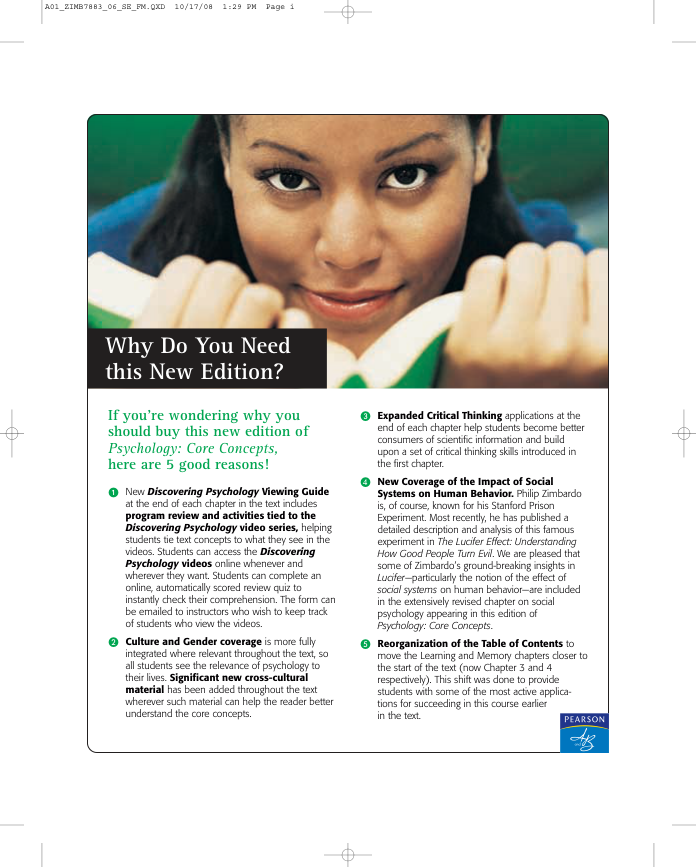 A01_ZIMB7883_06_SE_FM.QXD 10/17/08 1:29 PM Page i
Why Do You Need
this New Edition?
If you’re wondering why you
should buy this new edition of
Psychology: Core Concepts,
here are 5 good reasons!
1 New Discovering Psychology Viewing Guide
at the end of each chapter in the text includes
program review and activities tied to the
Discovering Psychology video series, helping
students tie text concepts to what they see in the
videos. Students can access the Discovering
Psychology videos online whenever and
wherever they want. Students can complete an
online, automatically scored review quiz to
instantly check their comprehension. The form can
be emailed to instructors who wish to keep track
of students who view the videos.
2 Culture and Gender coverage is more fully
integrated where relevant throughout the text, so
all students see the relevance of psychology to
their lives. Significant new cross-cultural
material has been added throughout the text
wherever such material can help the reader better
understand the core concepts.
3 Expanded Critical Thinking applications at the
end of each chapter help students become better
consumers of scientific information and build
upon a set of critical thinking skills introduced in
the first chapter.
4 New Coverage of the Impact of Social
Systems on Human Behavior. Philip Zimbardo
is, of course, known for his Stanford Prison
Experiment. Most recently, he has published a
detailed description and analysis of this famous
experiment in The Lucifer Effect: Understanding
How Good People Turn Evil. We are pleased that
some of Zimbardo’s ground-breaking insights in
Lucifer—particularly the notion of the effect of
social systems on human behavior—are included
in the extensively revised chapter on social
psychology appearing in this edition of
Psychology: Core Concepts.
5 Reorganization of the Table of Contents to
move the Learning and Memory chapters closer to
the start of the text (now Chapter 3 and 4
respectively). This shift was done to provide
students with some of the most active applica-
tions for succeeding in this course earlier
in the text.
PEARSON